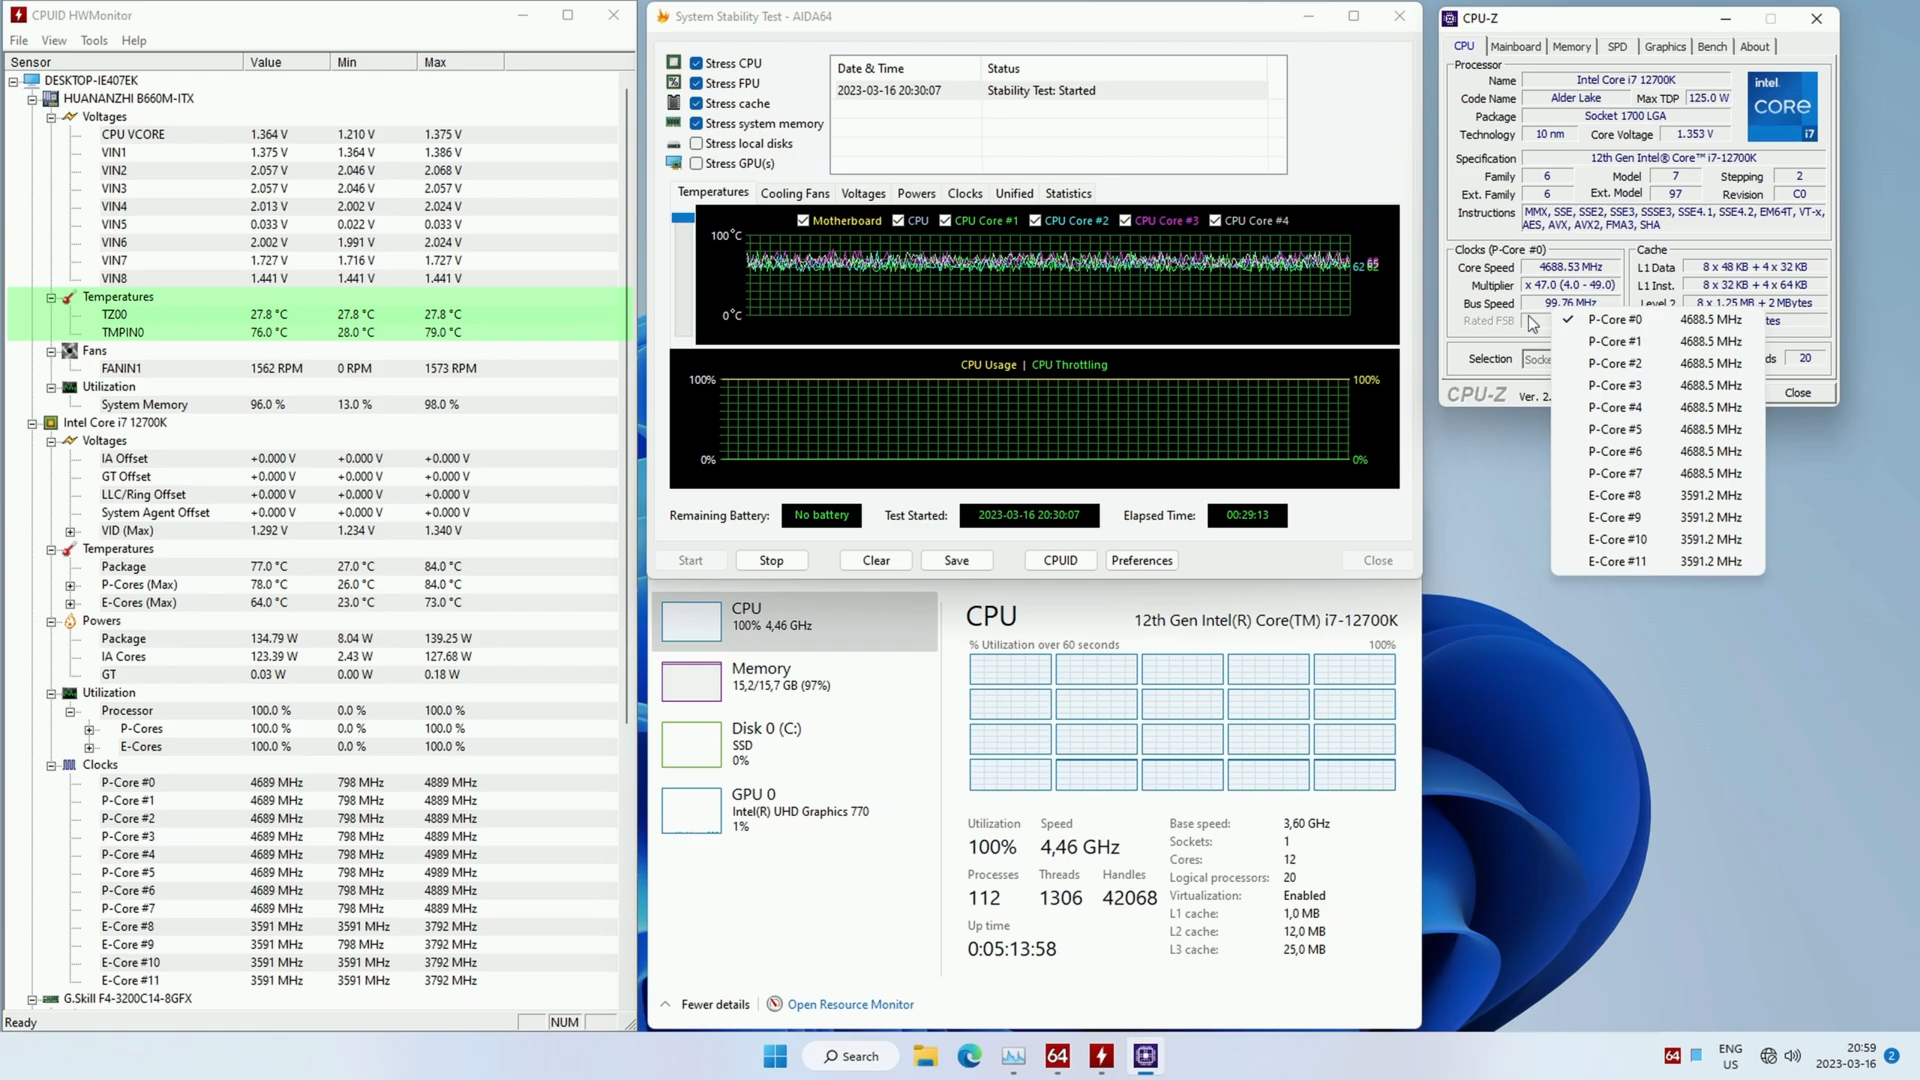 CPUID HWMonitor
File View Tools Help
Sensor Value Min Max
DESKTOP-IE407EK
HUANANZHI B660M-ITX
Voltages
CPU VCORE 1.364 V 1.210 V 1.375 V
VIN1 1.375 V 1.364 V 1.386 V
VIN2 2.057 V 2.046 V 2.068 V
VIN3 2.057 V 2.046 V 2.057 V
VIN4 2.013 V 2.002 V 2.024 V
VIN5 0.033 V 0.022 V 0.033 V
VIN6 2.002 V 1.991 V 2.024 V
VIN7 1.727 V 1.716 V 1.727 V
VIN8 1.441 V 1.441 V 1.441 V
Temperatures
TZ00 27.8 °C 27.8 °C 27.8 °C
TMPIN0 76.0 °C 28.0 °C 79.0 °C
Fans
FANIN1 1562 RPM 0 RPM 1573 RPM
Utilization
System Memory 96.0 % 13.0 % 98.0 %
Intel Core i7 12700K
Voltages
IA Offset +0.000 V +0.000 V +0.000 V
GT Offset +0.000 V +0.000 V +0.000 V
LLC/Ring Offset +0.000 V +0.000 V +0.000 V
System Agent Offset +0.000 V +0.000 V +0.000 V
VID (Max) 1.292 V 1.234 V 1.340 V
Temperatures
Package 77.0 °C 27.0 °C 84.0 °C
P-Cores (Max) 78.0 °C 26.0 °C 84.0 °C
E-Cores (Max) 64.0 °C 23.0 °C 73.0 °C
Powers
Package 134.79 W 8.04 W 139.25 W
IA Cores 123.39 W 2.43 W 127.68 W
GT 0.03 W 0.00 W 0.18 W
Utilization
Processor 100.0 % 0.0 % 100.0 %
P-Cores 100.0 % 0.0 % 100.0 %
E-Cores 100.0 % 0.0 % 100.0 %
Clocks
P-Core #0 4689 MHz 798 MHz 4889 MHz
P-Core #1 4689 MHz 798 MHz 4889 MHz
P-Core #2 4689 MHz 798 MHz 4889 MHz
P-Core #3 4689 MHz 798 MHz 4889 MHz
P-Core #4 4689 MHz 798 MHz 4989 MHz
P-Core #5 4689 MHz 798 MHz 4989 MHz
P-Core #6 4689 MHz 798 MHz 4889 MHz
P-Core #7 4689 MHz 798 MHz 4889 MHz
E-Core #8 3591 MHz 3591 MHz 3792 MHz
E-Core #9 3591 MHz 798 MHz 3792 MHz
E-Core #10 3591 MHz 3591 MHz 3792 MHz
E-Core #11 3591 MHz 3591 MHz 3792 MHz
G.Skill F4-3200C14-8GFX
Ready NUM
System Stability Test - AIDA64
Stress CPU
Stress FPU
Stress cache
Stress system memory
Stress local disks
Stress GPU(s)
Date & Time Status
2023-03-16 20:30:07 Stability Test: Started
Temperatures Cooling Fans Voltages Powers Clocks Unified Statistics
Motherboard CPU CPU Core #1 CPU Core #2 CPU Core #3 CPU Core #4
100°C
0°C
CPU Usage | CPU Throttling
100% 100%
0% 0%
Remaining Battery: No battery Test Started: 2023-03-16 20:30:07 Elapsed Time: 00:29:13
Start Stop Clear Save CPUID Preferences Close
CPU
100% 4,46 GHz
Memory
15,2/15,7 GB (97%)
Disk 0 (C:)
SSD
0%
GPU 0
Intel(R) UHD Graphics 770
1%
CPU 12th Gen Intel(R) Core(TM) i7-12700K
% Utilization over 60 seconds 100%
Utilization Speed
100% 4,46 GHz
Processes Threads Handles
112 1306 42068
Up time
0:05:13:58
Base speed: 3,60 GHz
Sockets: 1
Cores: 12
Logical processors: 20
Virtualization: Enabled
L1 cache: 1,0 MB
L2 cache: 12,0 MB
L3 cache: 25,0 MB
Fewer details Open Resource Monitor
CPU-Z
CPU Mainboard Memory SPD Graphics Bench About
Processor
Name Intel Core i7 12700K
Code Name Alder Lake Max TDP 125.0 W
Package Socket 1700 LGA
Technology 10 nm Core Voltage 1.353 V
intel
CORE
i7
Specification 12th Gen Intel® Core™ i7-12700K
Family 6 Model 7 Stepping 2
Ext. Family 6 Ext. Model 97 Revision C0
Instructions MMX, SSE, SSE2, SSE3, SSSE3, SSE4.1, SSE4.2, EM64T, VT-x,
AES, AVX, AVX2, FMA3, SHA
Clocks (P-Core #0)
Core Speed 4688.53 MHz
Multiplier x 47.0 (4.0 - 49.0)
Bus Speed 99.76 MHz
Rated FSB
Cache
L1 Data 8 x 48 KB + 4 x 32 KB
L1 Inst. 8 x 32 KB + 4 x 64 KB
Level 2 8 x 1.25 MB + 2 MBytes
tes
Selection Socke ds 20
CPU-Z Ver. 2. Close
P-Core #0 4688.5 MHz
P-Core #1 4688.5 MHz
P-Core #2 4688.5 MHz
P-Core #3 4688.5 MHz
P-Core #4 4688.5 MHz
P-Core #5 4688.5 MHz
P-Core #6 4688.5 MHz
P-Core #7 4688.5 MHz
E-Core #8 3591.2 MHz
E-Core #9 3591.2 MHz
E-Core #10 3591.2 MHz
E-Core #11 3591.2 MHz
Search
64
64
ENG
US
20:59
2023-03-16
2